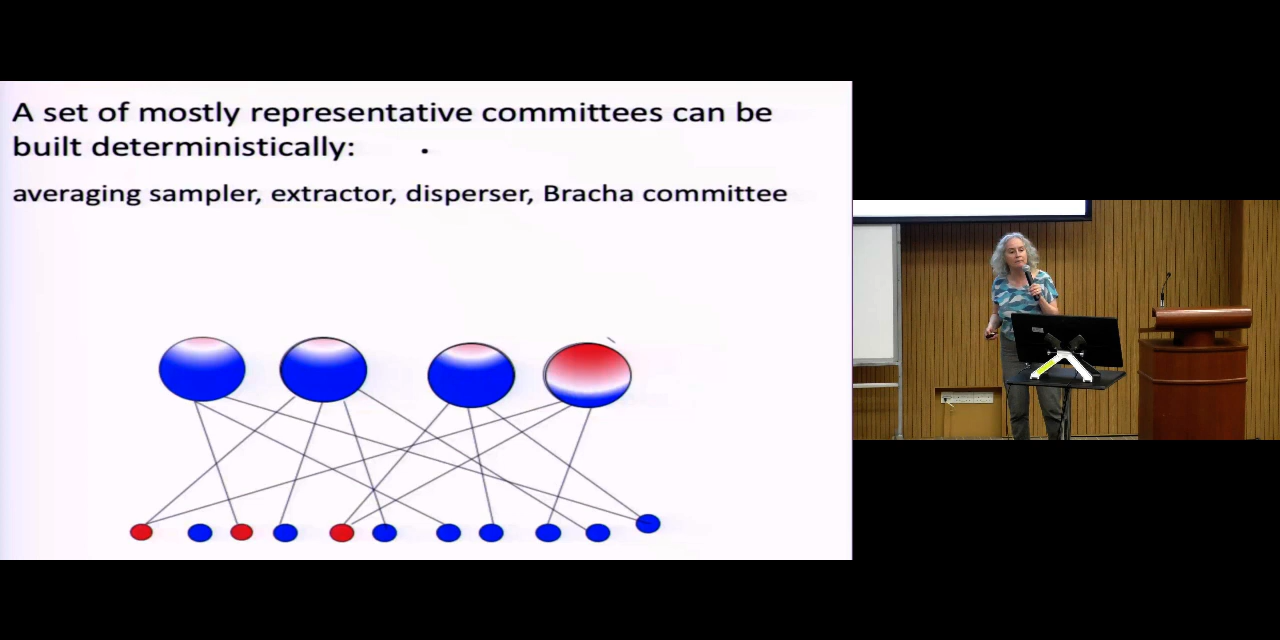 A set of mostly representative committees can be
built deterministically:
averaging sampler, extractor, disperser, Bracha committee